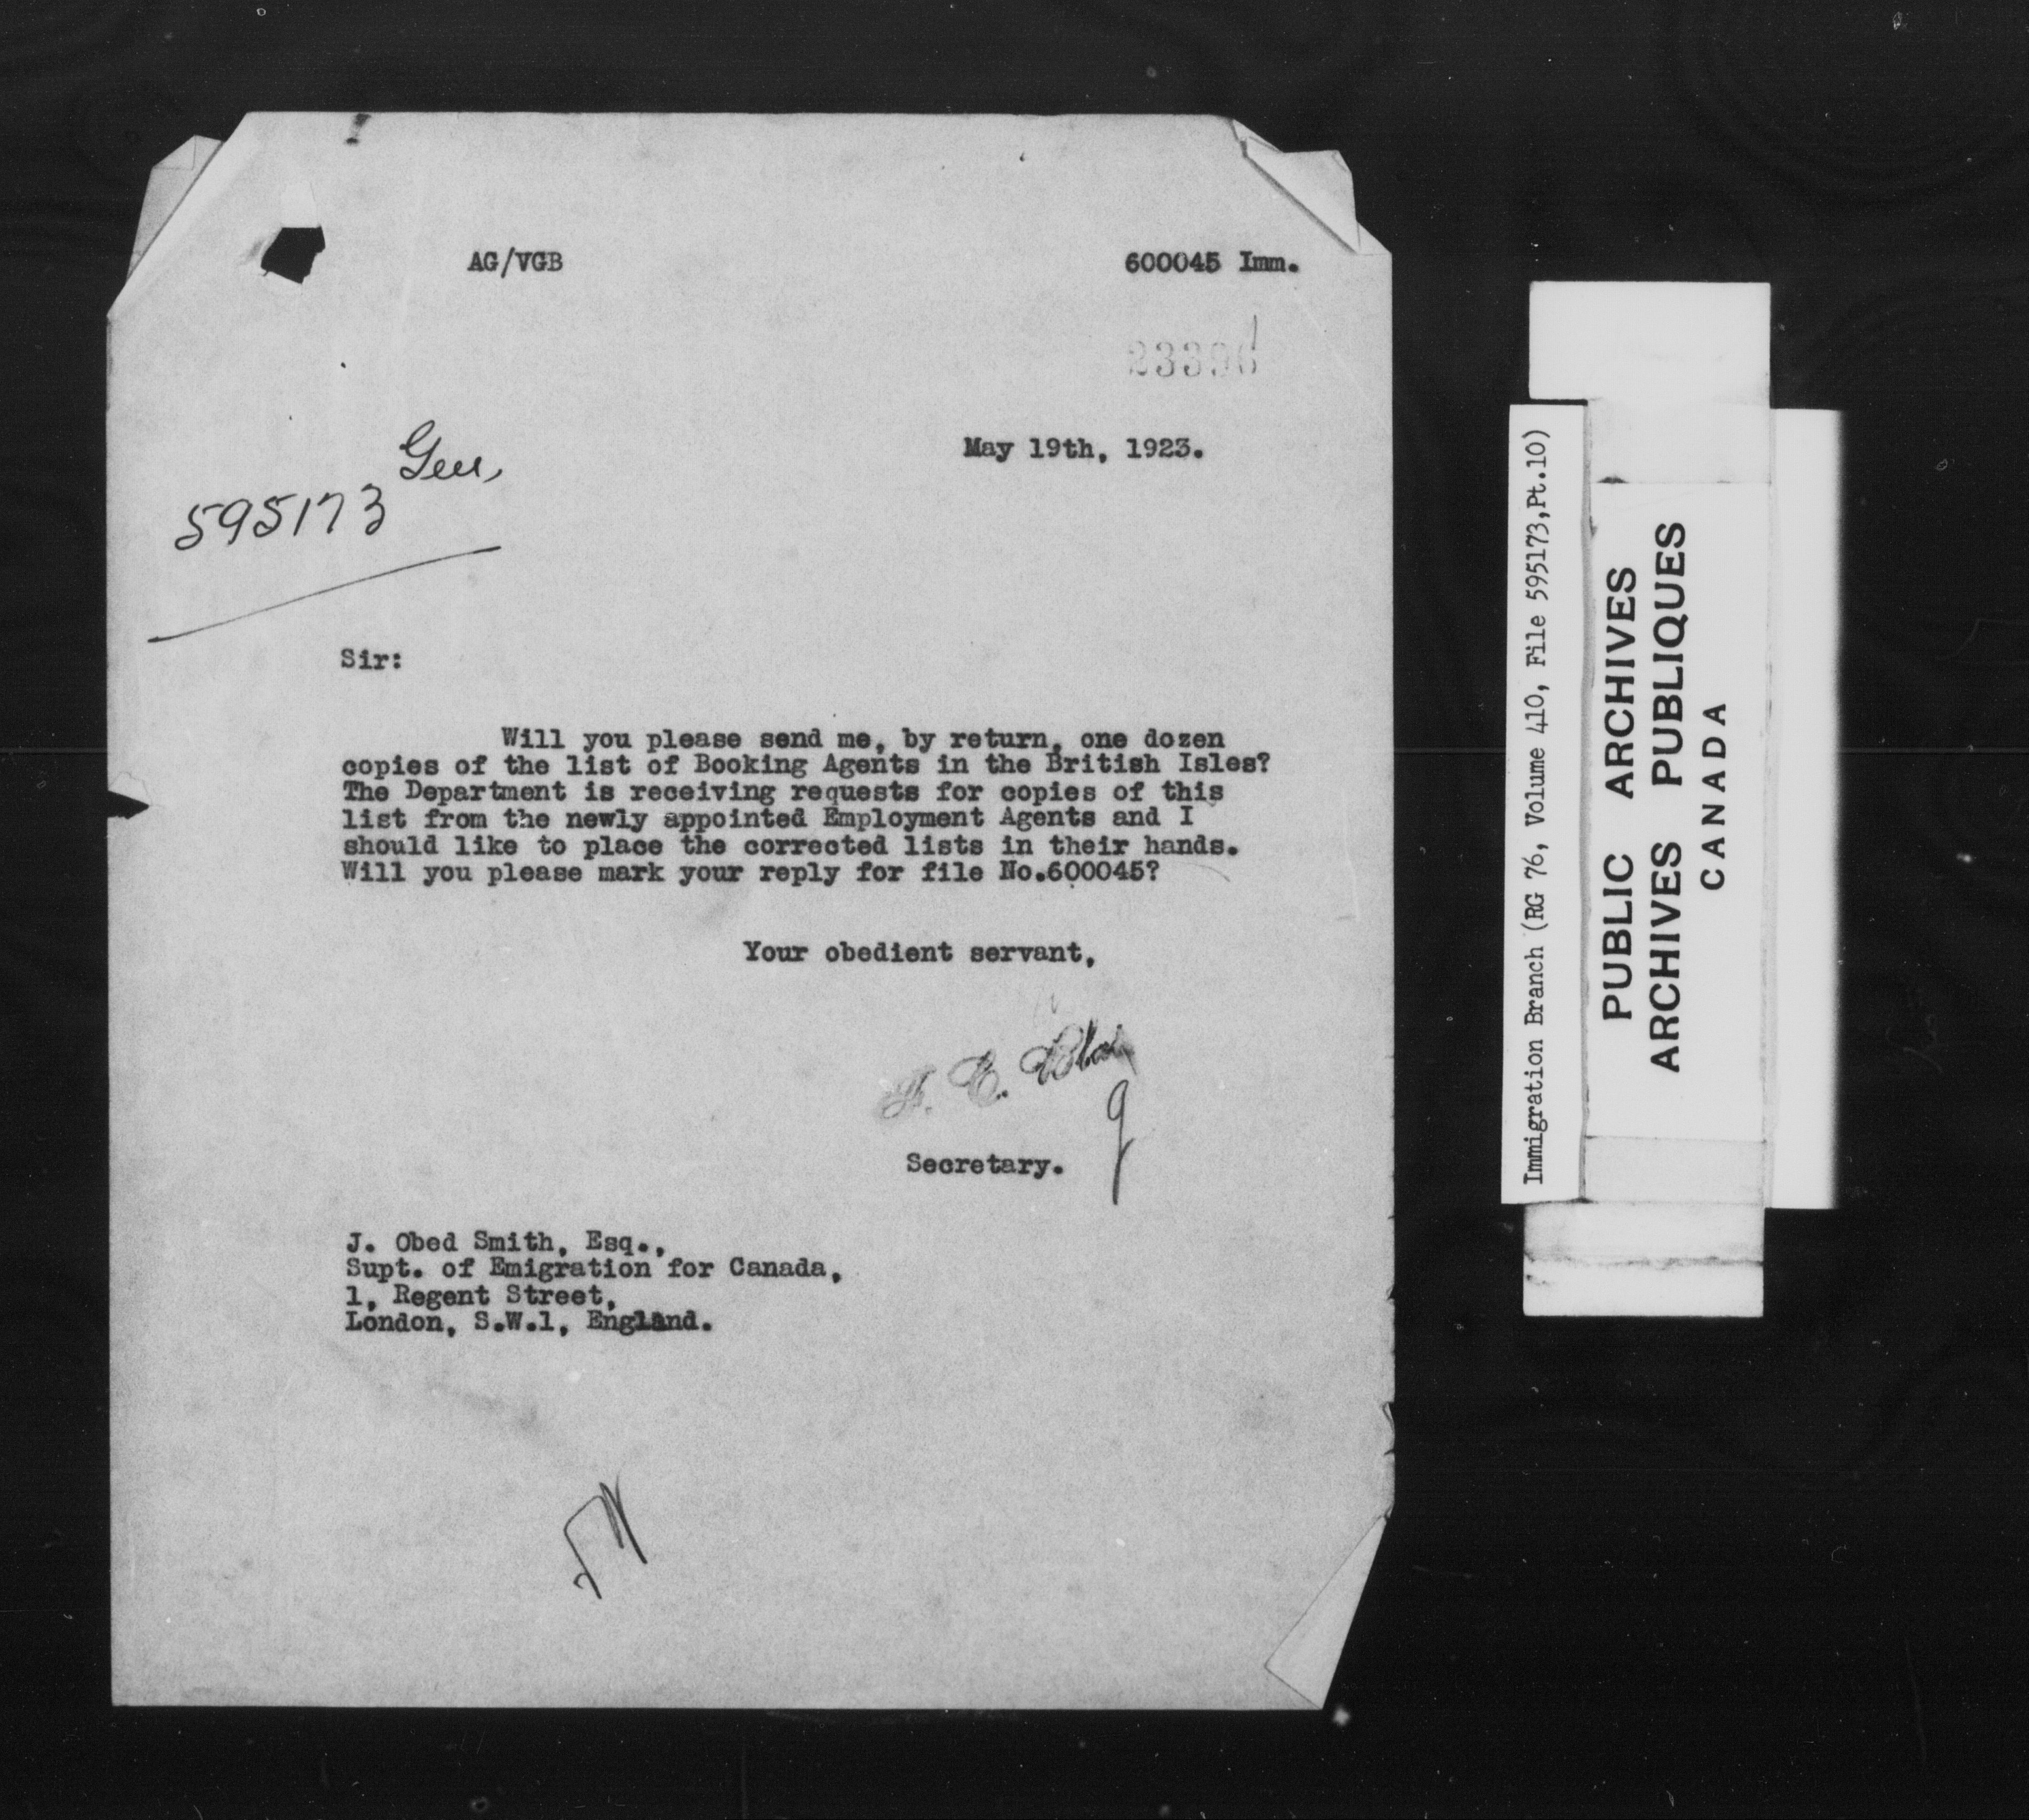 AG/VGB 600045 Imm.
23396
May 19th, 1923.
Gen,
595173
Sir:
Will you please send me, by return, one dozen
copies of the list of Booking Agents in the British Isles?
The Department is receiving requests for copies of this
list from the newly appointed Employment Agents and I
should like to place the corrected lists in their hands.
Will you please mark your reply for file No.600045?
Your obedient servant,
F. C. Blair
Secretary.
J. Obed Smith, Esq.,
Supt. of Emigration for Canada,
1, Regent Street,
London, S.W.1, England.
Immigration Branch (RG 76, Volume 410, File 595173,Pt.10)
PUBLIC ARCHIVES
ARCHIVES PUBLIQUES
CANADA